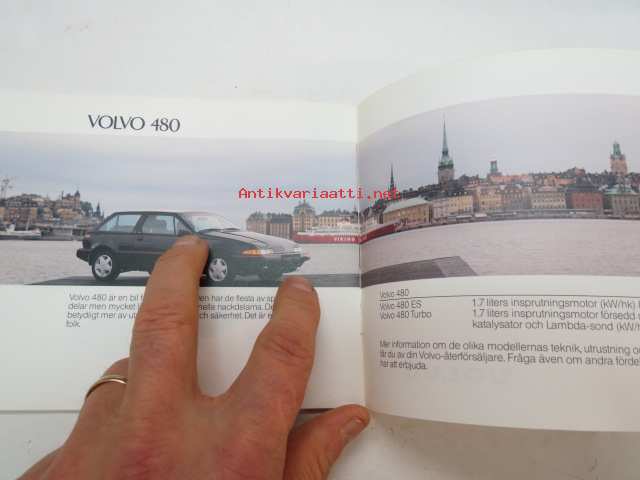 VOLVO 480
Antikvariaatti.net
VIKING
Volvo 480 är en bil en har de flesta av
delar men mycket nella nackdelarna. De
betydligt mer av och säkerhet. Det är
folk.
Volvo 480
Volvo 480 ES 1.7 liters insprutningsmotor (kW/hk)
Volvo 480 Turbo 1.7 liters insprutningsmotor försedd
katalysator och Lambda-sond (kW/
Mer information om de olika modellernas teknik, utrustning
får du av din Volvo-återförsäljare. Fråga även om andra
har att erbjuda.